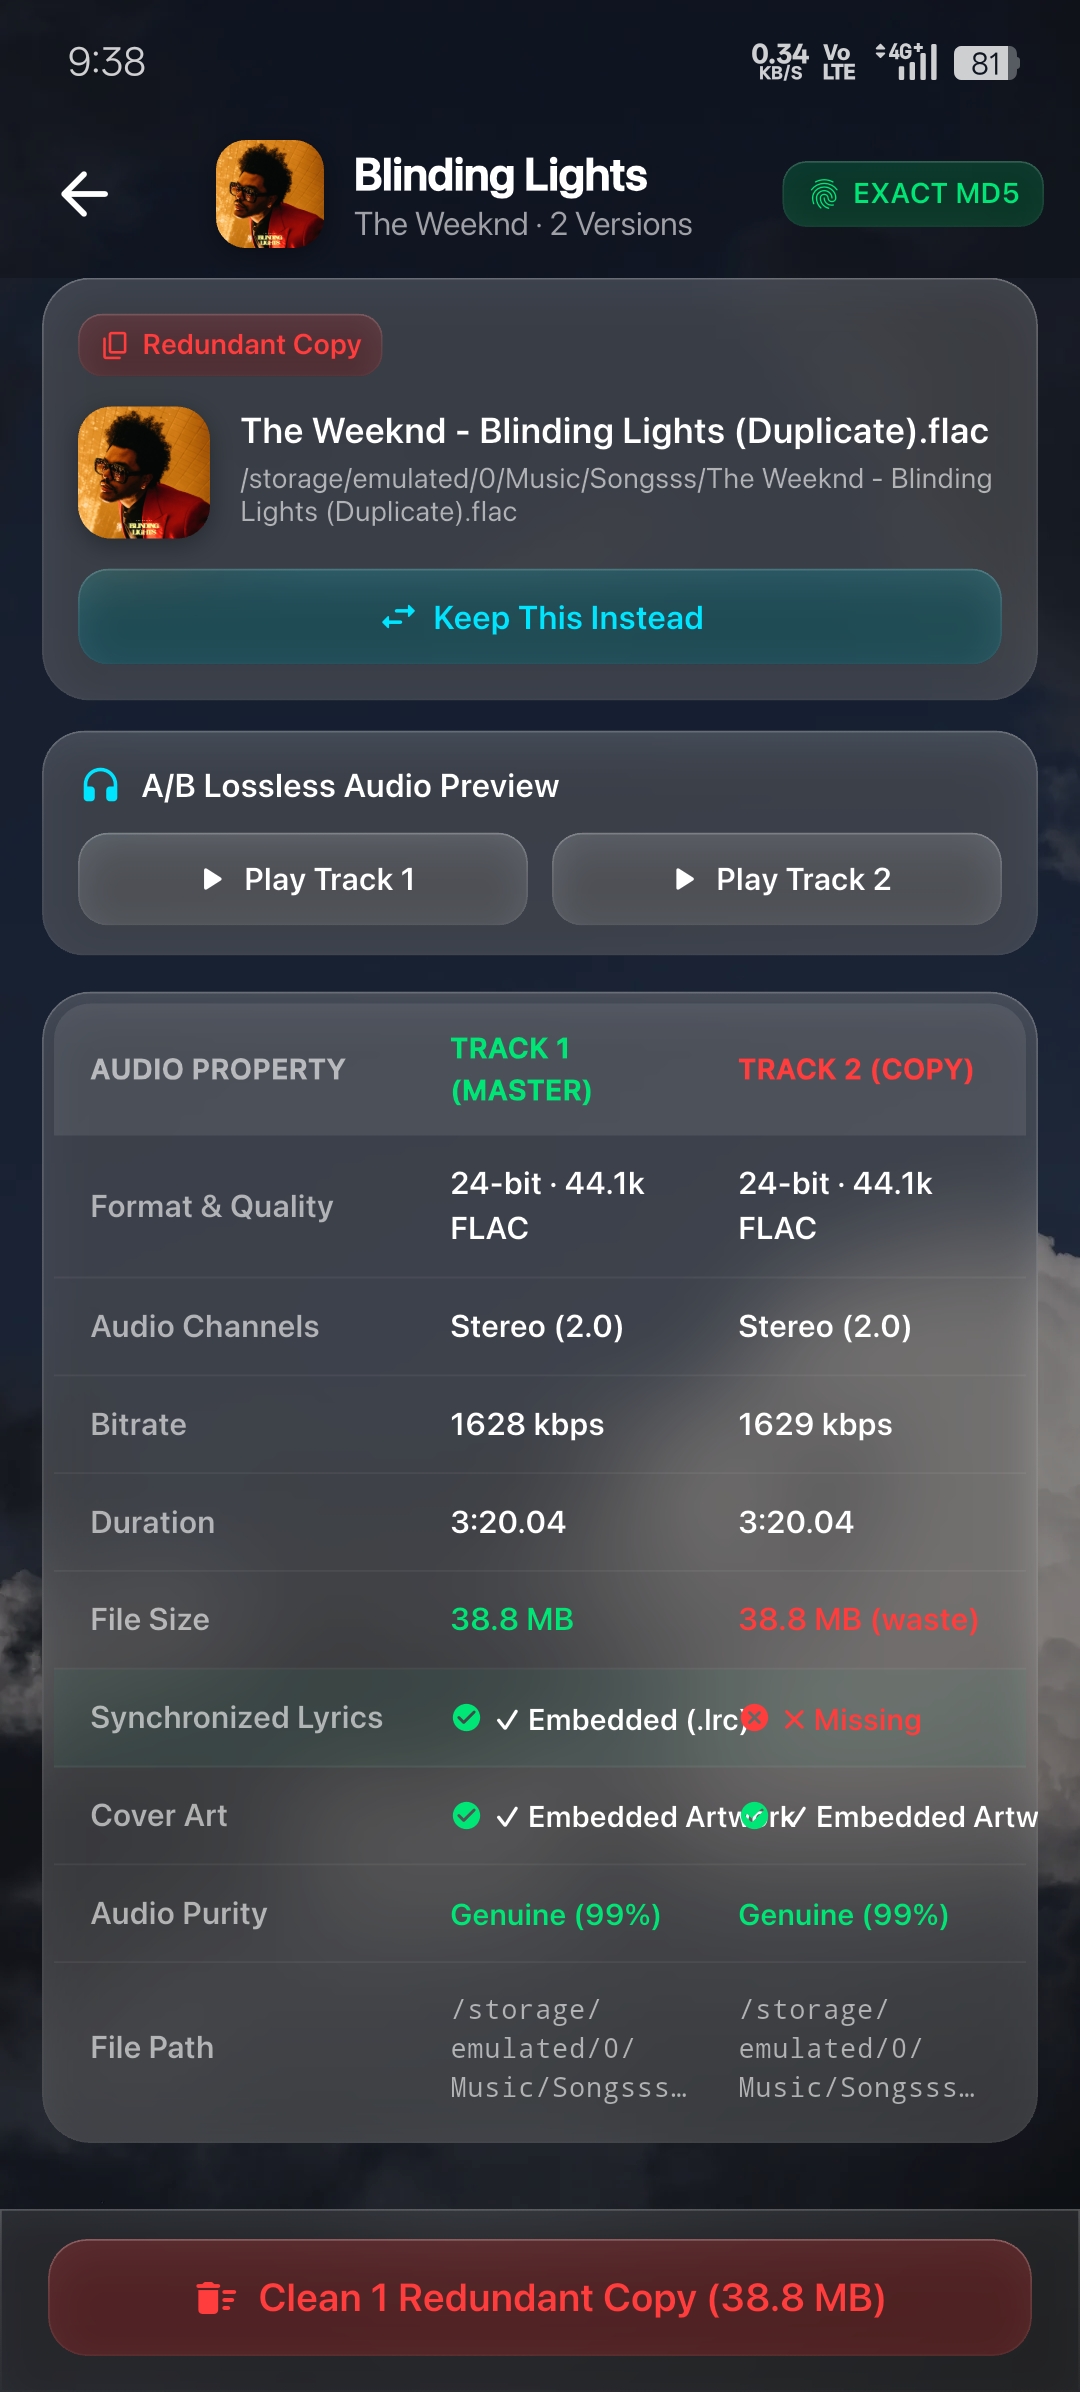 9:38
0.34 KB/S Vo LTE 4G+ 81
Blinding Lights
The Weeknd · 2 Versions
EXACT MD5
Redundant Copy
The Weeknd - Blinding Lights (Duplicate).flac
/storage/emulated/0/Music/Songsss/The Weeknd - Blinding
Lights (Duplicate).flac
Keep This Instead
A/B Lossless Audio Preview
Play Track 1
Play Track 2
AUDIO PROPERTY
TRACK 1
(MASTER)
TRACK 2 (COPY)
Format & Quality
24-bit · 44.1k
FLAC
24-bit · 44.1k
FLAC
Audio Channels
Stereo (2.0)
Stereo (2.0)
Bitrate
1628 kbps
1629 kbps
Duration
3:20.04
3:20.04
File Size
38.8 MB
38.8 MB (waste)
Synchronized Lyrics
✓ Embedded (.lrc)
✕ Missing
Cover Art
✓ Embedded Artwork
✓ Embedded Artw
Audio Purity
Genuine (99%)
Genuine (99%)
File Path
/storage/
emulated/0/
Music/Songsss…
/storage/
emulated/0/
Music/Songsss…
Clean 1 Redundant Copy (38.8 MB)